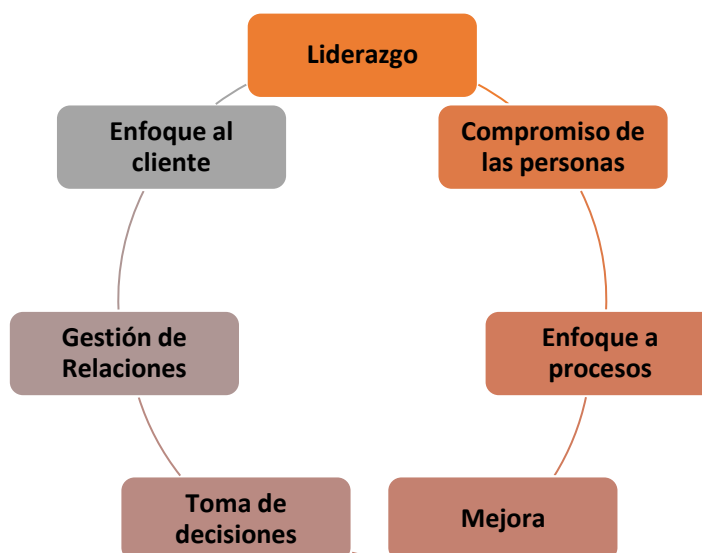 Liderazgo
Compromiso de
las personas
Enfoque a
procesos
Mejora
Toma de
decisiones
Gestión de
Relaciones
Enfoque al
cliente